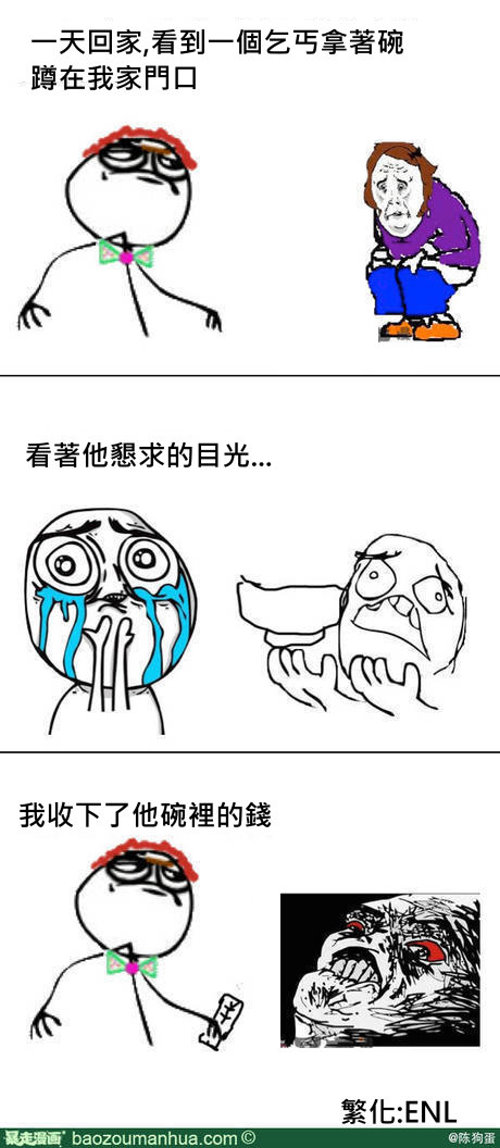 一天回家,看到一個乞丐拿著碗
蹲在我家門口
看著他懇求的目光...
我收下了他碗裡的錢
繁化:ENL
暴走漫画 baozoumanhua.com ©
@陈狗蛋